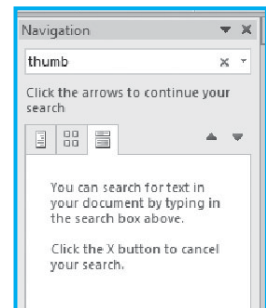 Navigation
thumb
Click the arrows to continue your
search
You can search for text in
your document by typing in
the search box above.
Click the X button to cancel
your search.